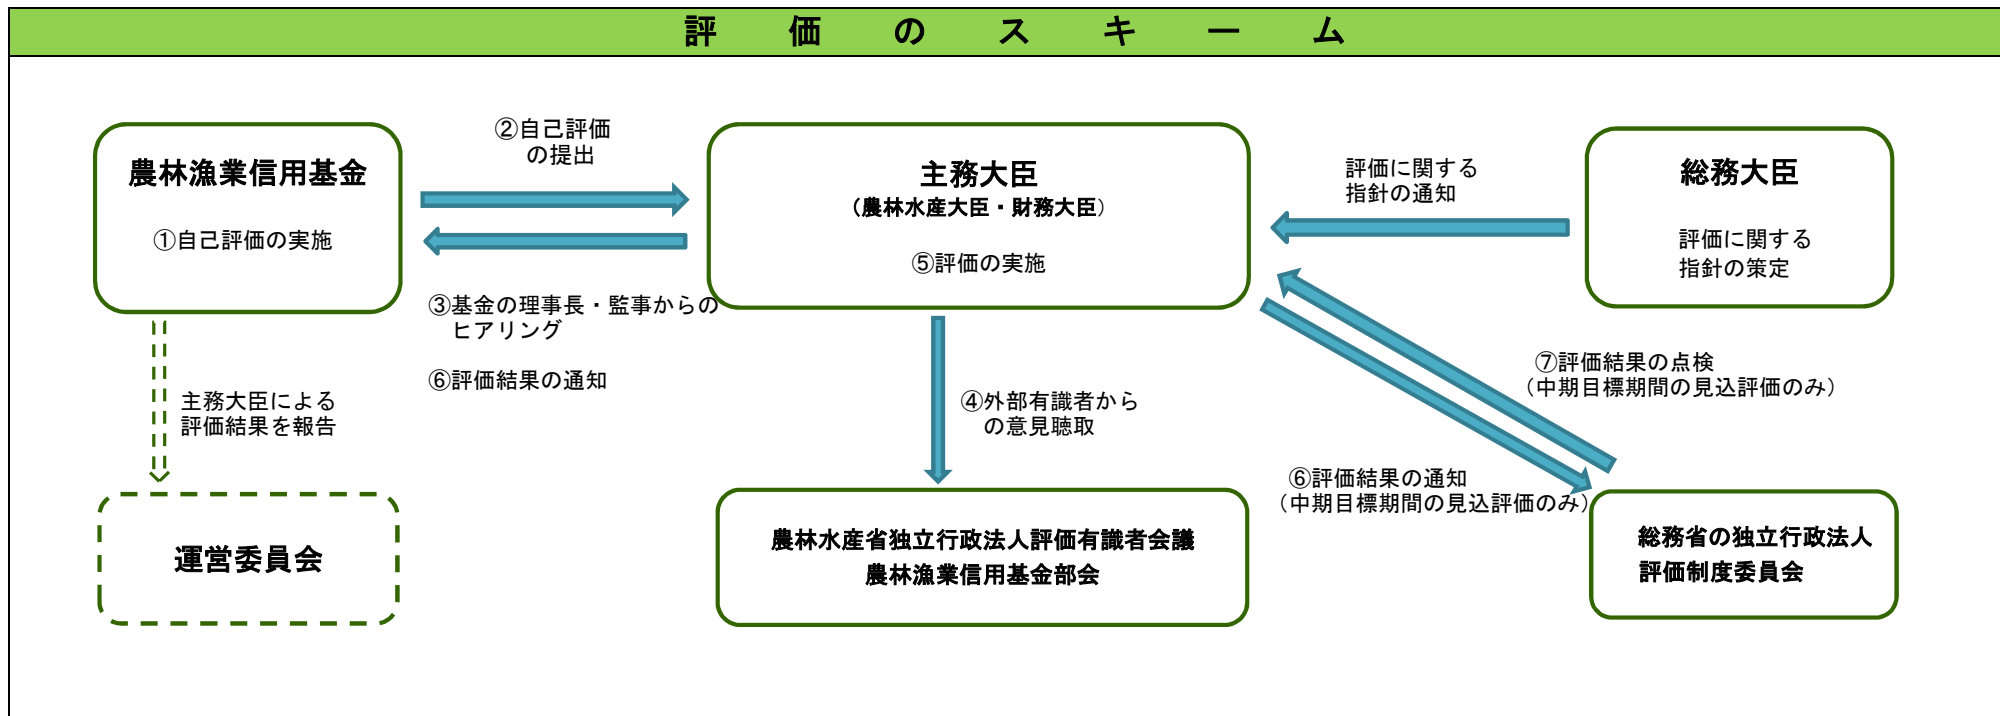 評価のスキーム
農林漁業信用基金
①自己評価の実施
②自己評価
の提出
主務大臣
(農林水産大臣・財務大臣)
⑤評価の実施
評価に関する
指針の通知
総務大臣
評価に関する
指針の策定
③基金の理事長・監事からの
ヒアリング
⑥評価結果の通知
主務大臣による
評価結果を報告
④外部有識者から
の意見聴取
⑦評価結果の点検
(中期目標期間の見込評価のみ)
⑥評価結果の通知
(中期目標期間の見込評価のみ)
運営委員会
農林水産省独立行政法人評価有識者会議
農林漁業信用基金部会
総務省の独立行政法人
評価制度委員会